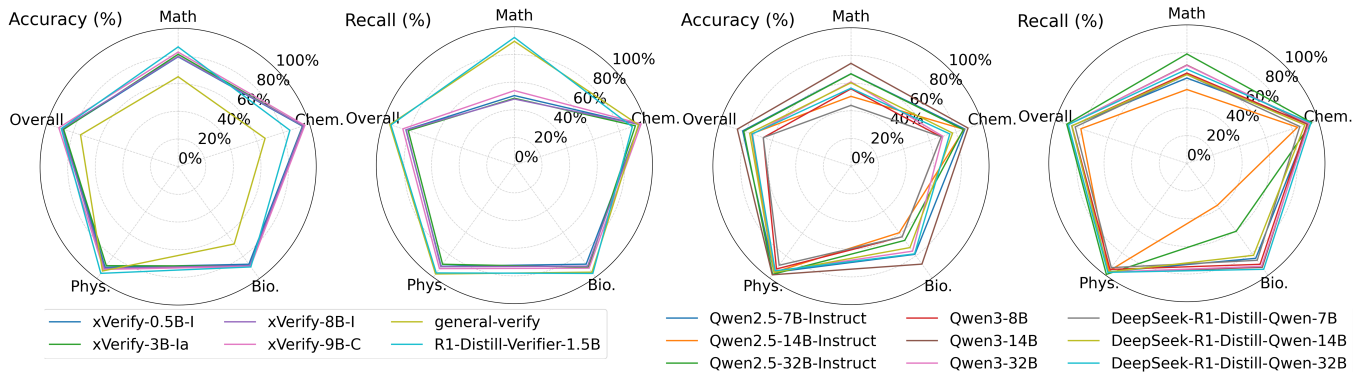 Accuracy (%)
Math
100%
80%
60%
40%
20%
0%
Chem.
Overall
Phys.
Bio.
Recall (%)
Math
100%
80%
60%
40%
20%
0%
Chem.
Overall
Phys.
Bio.
xVerify-0.5B-I
xVerify-3B-Ia
xVerify-8B-I
xVerify-9B-C
general-verify
R1-Distill-Verifier-1.5B
Accuracy (%)
Math
100%
80%
60%
40%
20%
0%
Chem.
Overall
Phys.
Bio.
Recall (%)
Math
100%
80%
60%
40%
20%
0%
Chem.
Overall
Phys.
Bio.
Qwen2.5-7B-Instruct
Qwen2.5-14B-Instruct
Qwen2.5-32B-Instruct
Qwen3-8B
Qwen3-14B
Qwen3-32B
DeepSeek-R1-Distill-Qwen-7B
DeepSeek-R1-Distill-Qwen-14B
DeepSeek-R1-Distill-Qwen-32B